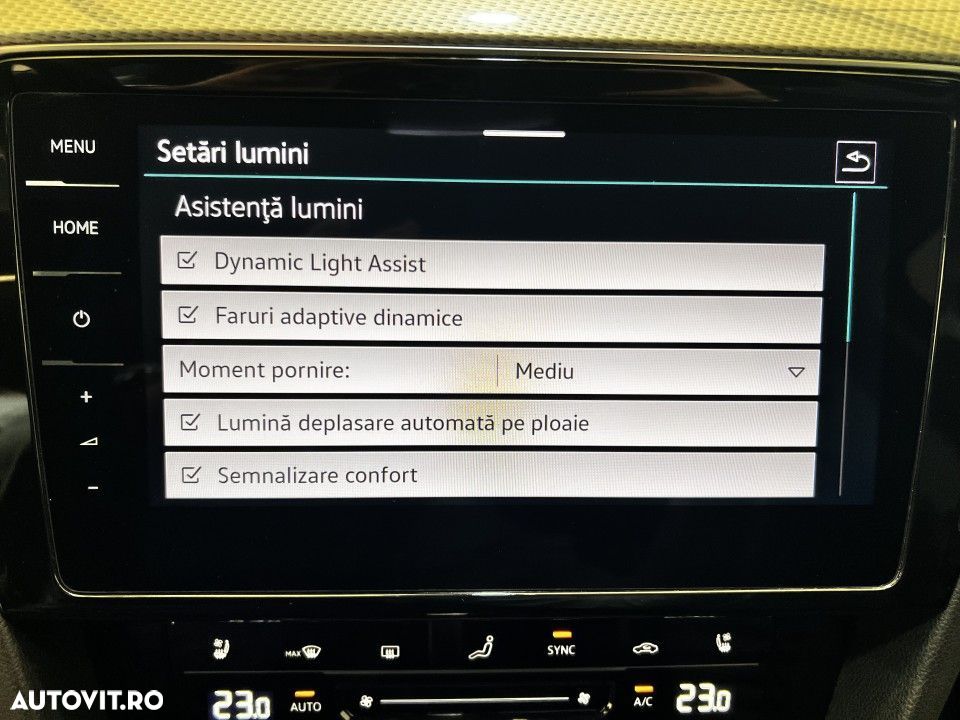 MENU
Setări lumini
Asistenţă lumini
HOME
Dynamic Light Assist
Faruri adaptive dinamice
Moment pornire: Mediu
+
Lumină deplasare automată pe ploaie
Semnalizare confort
-
MAX
SYNC
23.0
AUTO
A/C
23.0
AUTOVIT.RO